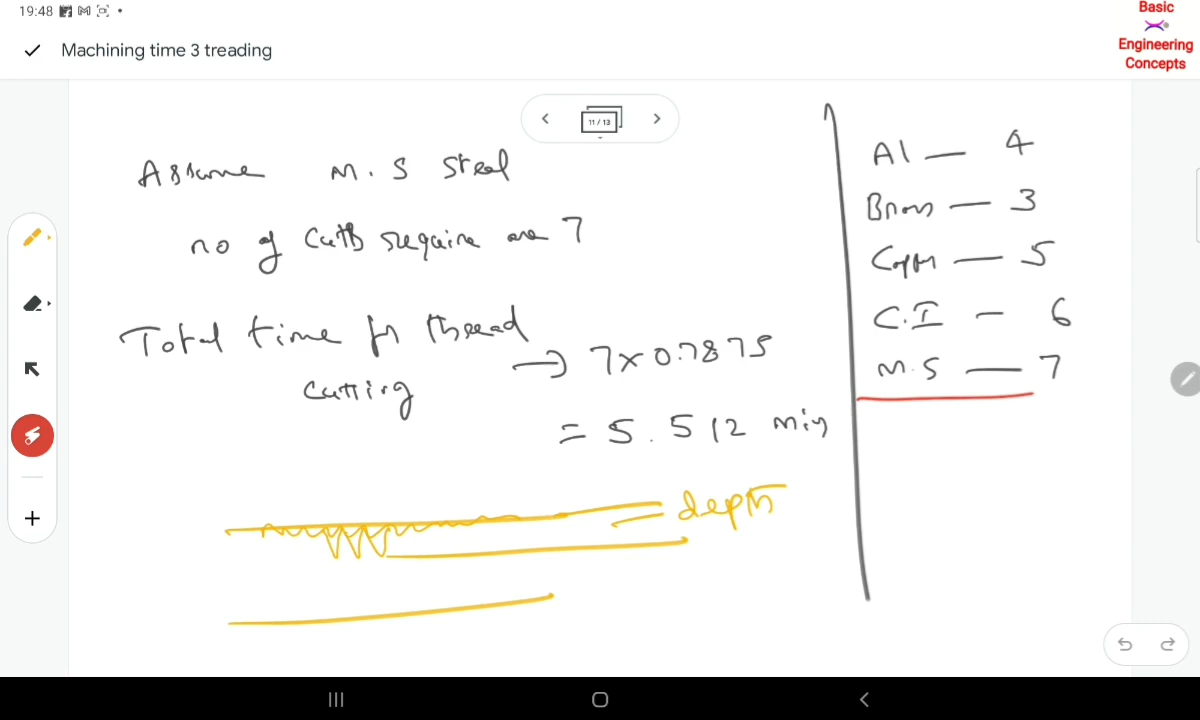 19:48
Basic
Engineering
Concepts
Machining time 3 treading
11 / 13
Assume M.S Steel
no of Cuts require are 7
Total time for thread
cutting → 7 x 0.7875
= 5.512 min
depth
Al — 4
Brass — 3
Copper — 5
C.I — 6
M.S — 7